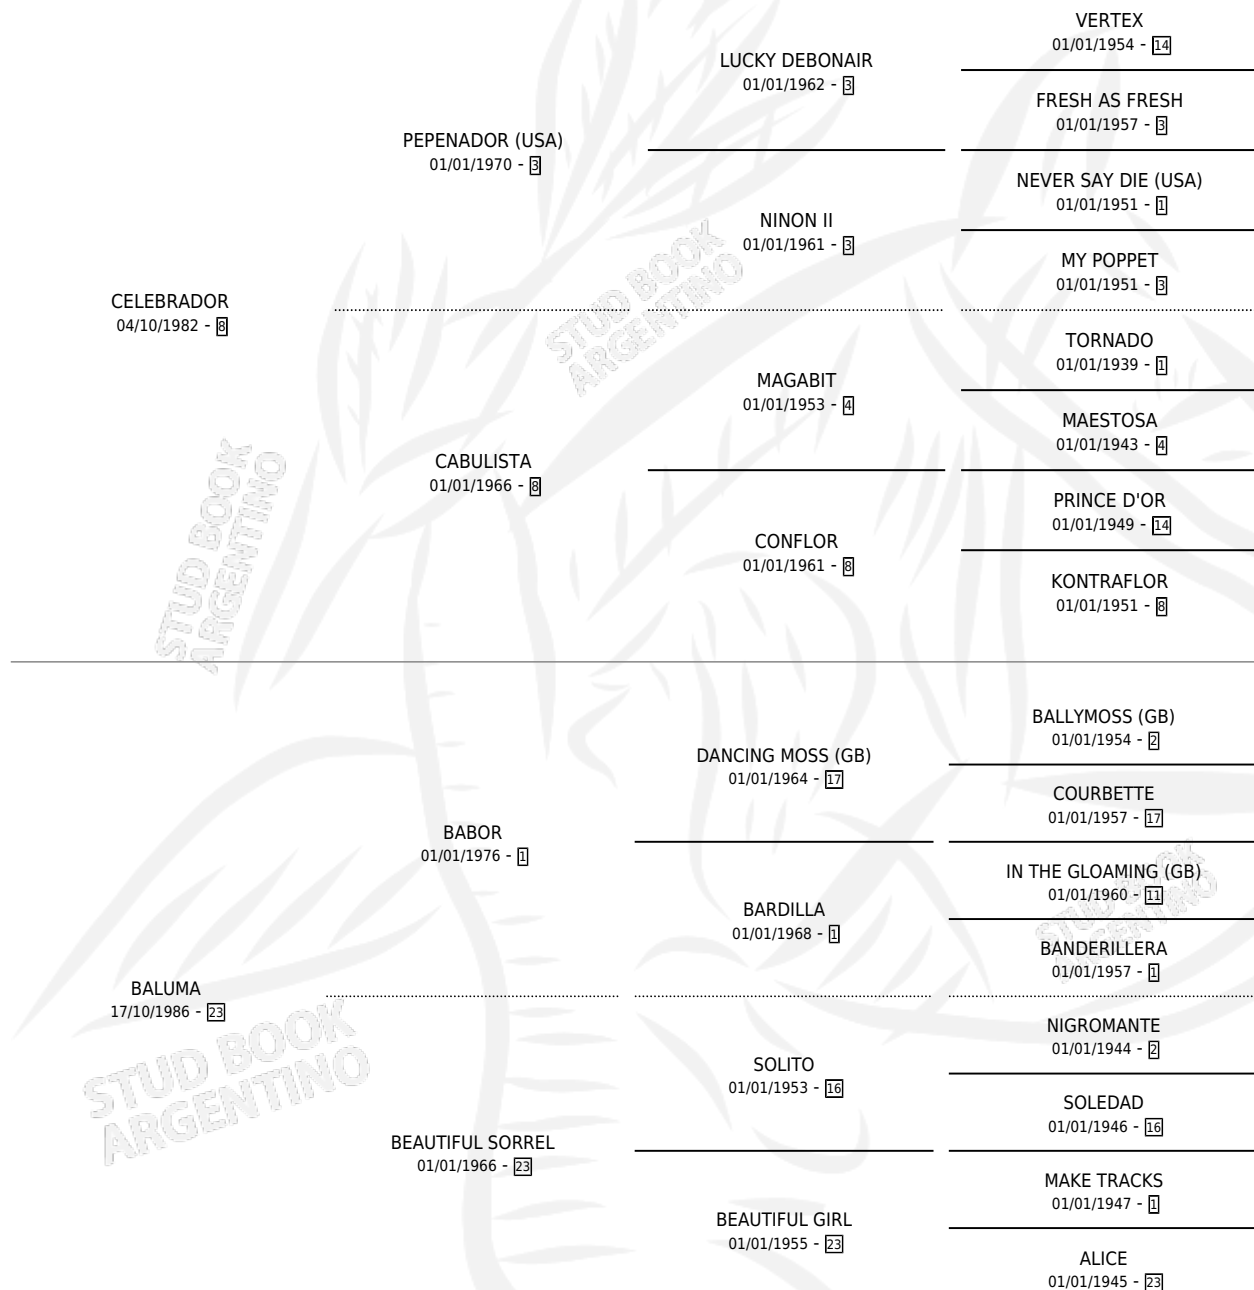 VERTEX
01/01/1954 - 14
LUCKY DEBONAIR
01/01/1962 - 3
FRESH AS FRESH
01/01/1957 - 3
PEPENADOR (USA)
01/01/1970 - 3
NEVER SAY DIE (USA)
01/01/1951 - 1
NINON II
01/01/1961 - 3
MY POPPET
01/01/1951 - 3
CELEBRADOR
04/10/1982 - 8
TORNADO
01/01/1939 - 1
MAGABIT
01/01/1953 - 4
MAESTOSA
01/01/1943 - 4
CABULISTA
01/01/1966 - 8
PRINCE D'OR
01/01/1949 - 14
CONFLOR
01/01/1961 - 8
KONTRAFLOR
01/01/1951 - 8
STUD BOOK
ARGENTINO
STUD BOOK
ARGENTINO
BALLYMOSS (GB)
01/01/1954 - 2
DANCING MOSS (GB)
01/01/1964 - 17
COURBETTE
01/01/1957 - 17
BABOR
01/01/1976 - 1
IN THE GLOAMING (GB)
01/01/1960 - 11
BARDILLA
01/01/1968 - 1
BANDERILLERA
01/01/1957 - 1
BALUMA
17/10/1986 - 23
NIGROMANTE
01/01/1944 - 2
SOLITO
01/01/1953 - 16
SOLEDAD
01/01/1946 - 16
BEAUTIFUL SORREL
01/01/1966 - 23
MAKE TRACKS
01/01/1947 - 1
BEAUTIFUL GIRL
01/01/1955 - 23
ALICE
01/01/1945 - 23
STUD BOOK
ARGENTINO
STUD BOOK
ARGENTINO